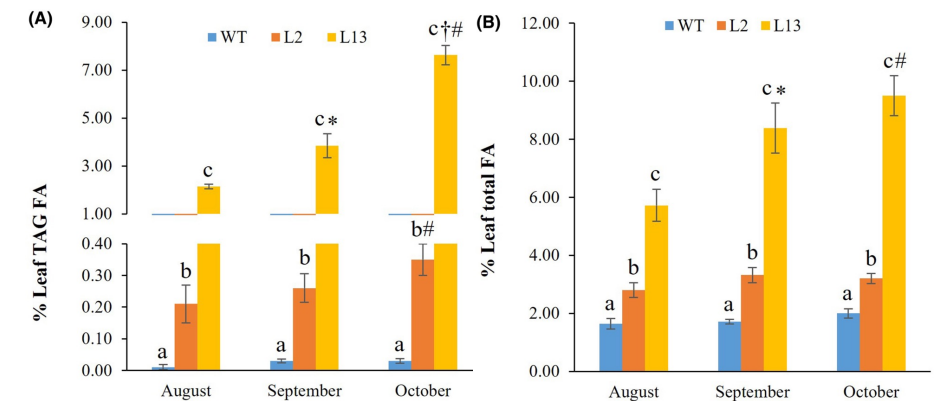 (A)
% Leaf TAG FA
9.00
7.00
5.00
3.00
1.00
0.40
0.30
0.20
0.10
0.00
WT L2 L13
a b c
a b c*
a b# c†#
August September October
(B)
% Leaf total FA
12.00
10.00
8.00
6.00
4.00
2.00
0.00
WT L2 L13
a b c
a b c*
a b c#
August September October